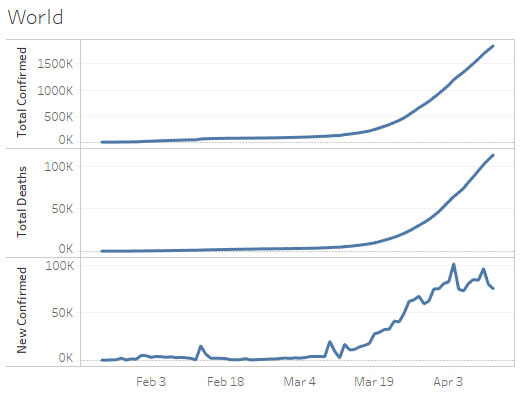 World
Total Confirmed
1500K
1000K
500K
0K
Total Deaths
100K
50K
0K
New Confirmed
100K
50K
0K
Feb 3
Feb 18
Mar 4
Mar 19
Apr 3